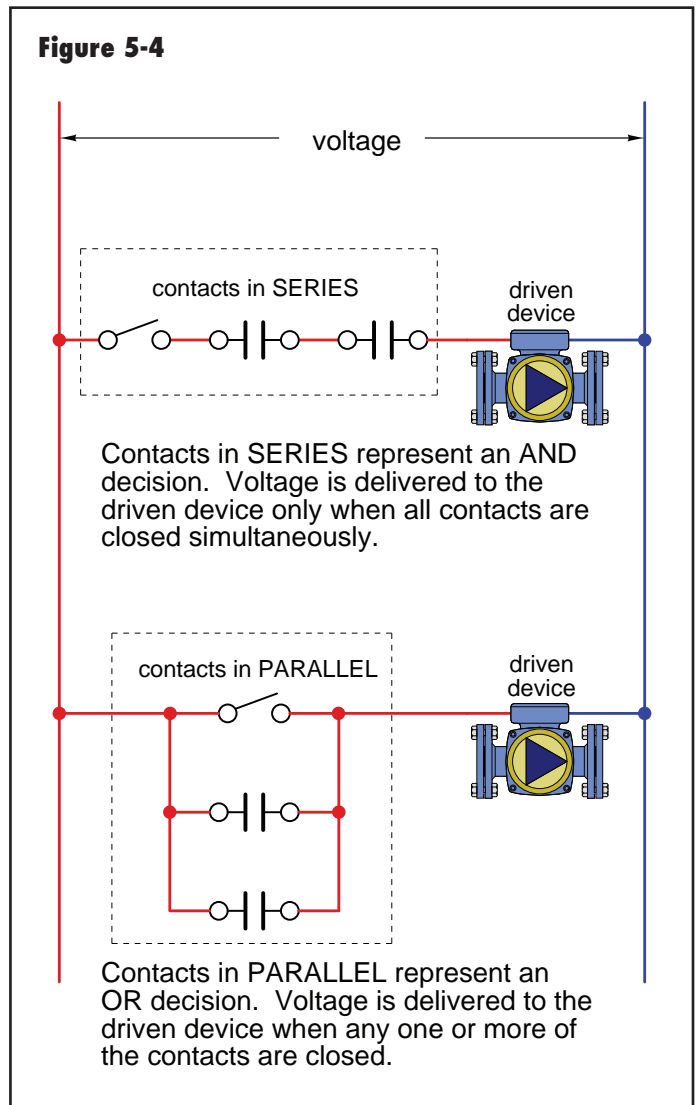 Figure 5-4
voltage
contacts in SERIES
driven
device
Contacts in SERIES represent an AND
decision. Voltage is delivered to the
driven device only when all contacts are
closed simultaneously.
contacts in PARALLEL
driven
device
Contacts in PARALLEL represent an
OR decision. Voltage is delivered to the
driven device when any one or more of
the contacts are closed.